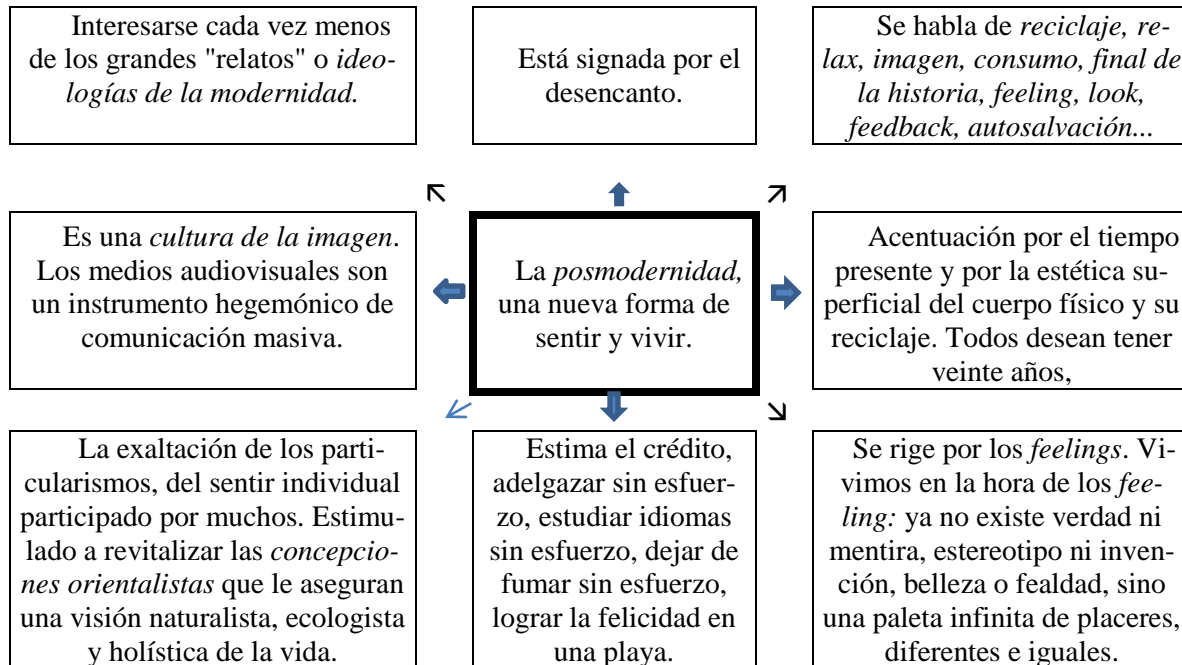 Interesarse cada vez menos
de los grandes "relatos" o ideo-
logías de la modernidad.
Está signada por el
desencanto.
Se habla de reciclaje, re-
lax, imagen, consumo, final de
la historia, feeling, look,
feedback, autosalvación...
Es una cultura de la imagen.
Los medios audiovisuales son
un instrumento hegemónico de
comunicación masiva.
La posmodernidad,
una nueva forma de
sentir y vivir.
Acentuación por el tiempo
presente y por la estética su-
perficial del cuerpo físico y su
reciclaje. Todos desean tener
veinte años,
La exaltación de los parti-
cularismos, del sentir individual
participado por muchos. Estimu-
lado a revitalizar las concepcio-
nes orientalistas que le aseguran
una visión naturalista, ecologista
y holística de la vida.
Estima el crédito,
adelgazar sin esfuer-
zo, estudiar idiomas
sin esfuerzo, dejar de
fumar sin esfuerzo,
lograr la felicidad en
una playa.
Se rige por los feelings. Vi-
vimos en la hora de los fee-
ling: ya no existe verdad ni
mentira, estereotipo ni inven-
ción, belleza o fealdad, sino
una paleta infinita de placeres,
diferentes e iguales.